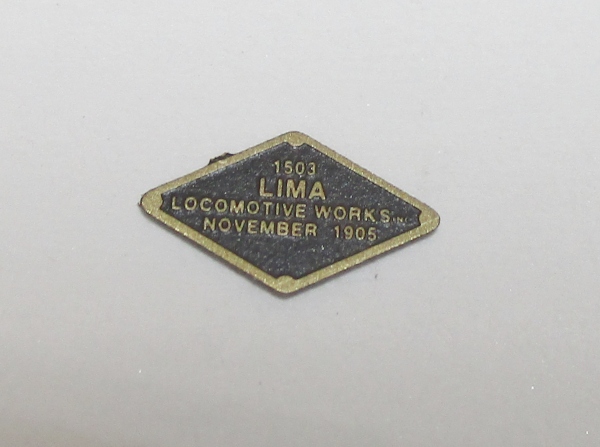 1503
LIMA
LOCOMOTIVE WORKS INC.
NOVEMBER 1905